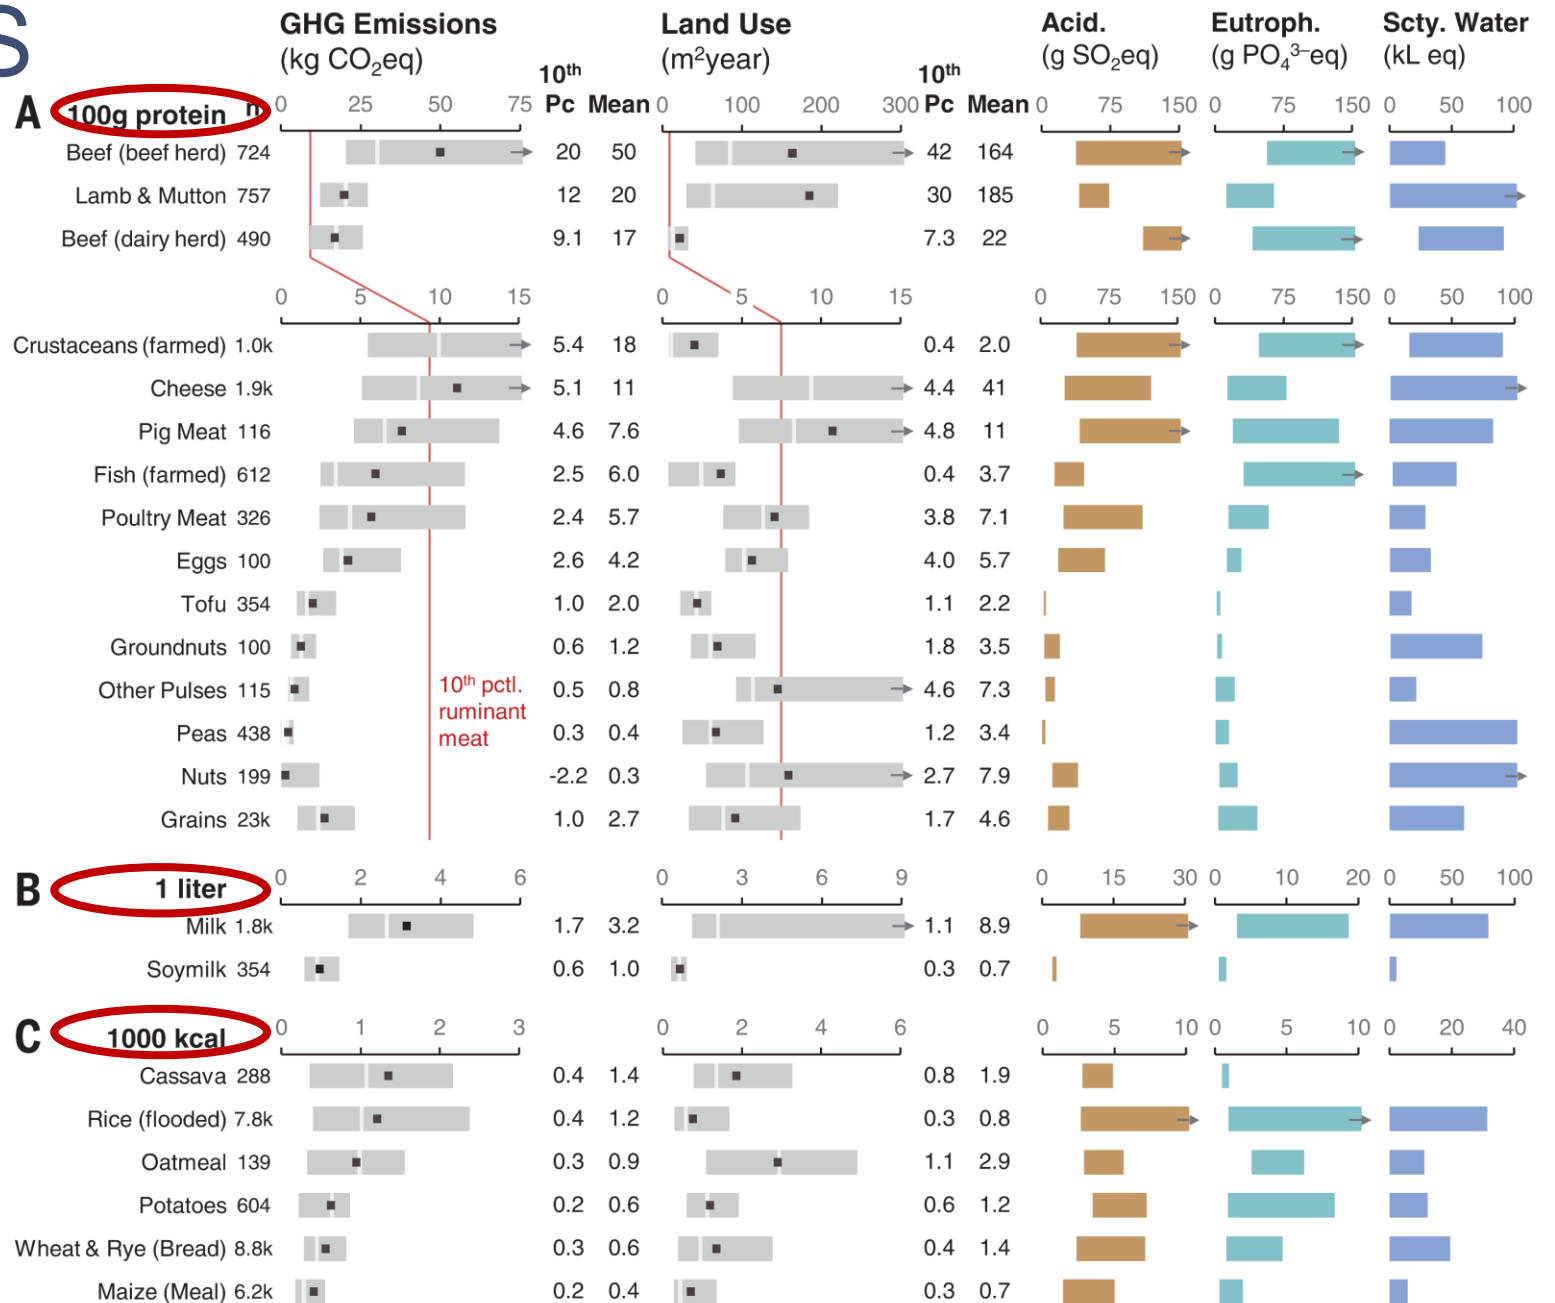 S
GHG Emissions Land Use Acid. Eutroph. Scty. Water
(kg CO₂eq) (m²year) (g SO₂eq) (g PO₄³⁻eq) (kL eq)
10th 10th
A 100g protein n 0 25 50 75 Pc Mean 0 100 200 300 Pc Mean 0 75 150 0 75 150 0 50 100
Beef (beef herd) 724 20 50 42 164
Lamb & Mutton 757 12 20 30 185
Beef (dairy herd) 490 9.1 17 7.3 22
0 5 10 15 0 5 10 15 0 75 150 0 75 150 0 50 100
Crustaceans (farmed) 1.0k 5.4 18 0.4 2.0
Cheese 1.9k 5.1 11 4.4 41
Pig Meat 116 4.6 7.6 4.8 11
Fish (farmed) 612 2.5 6.0 0.4 3.7
Poultry Meat 326 2.4 5.7 3.8 7.1
Eggs 100 2.6 4.2 4.0 5.7
Tofu 354 1.0 2.0 1.1 2.2
Groundnuts 100 0.6 1.2 1.8 3.5
Other Pulses 115 0.5 0.8 4.6 7.3
Peas 438 0.3 0.4 1.2 3.4
Nuts 199 -2.2 0.3 2.7 7.9
Grains 23k 1.0 2.7 1.7 4.6
10th pctl.
ruminant
meat
B 1 liter 0 2 4 6 0 3 6 9 0 15 30 0 10 20 0 50 100
Milk 1.8k 1.7 3.2 1.1 8.9
Soymilk 354 0.6 1.0 0.3 0.7
C 1000 kcal 0 1 2 3 0 2 4 6 0 5 10 0 5 10 0 20 40
Cassava 288 0.4 1.4 0.8 1.9
Rice (flooded) 7.8k 0.4 1.2 0.3 0.8
Oatmeal 139 0.3 0.9 1.1 2.9
Potatoes 604 0.2 0.6 0.6 1.2
Wheat & Rye (Bread) 8.8k 0.3 0.6 0.4 1.4
Maize (Meal) 6.2k 0.2 0.4 0.3 0.7